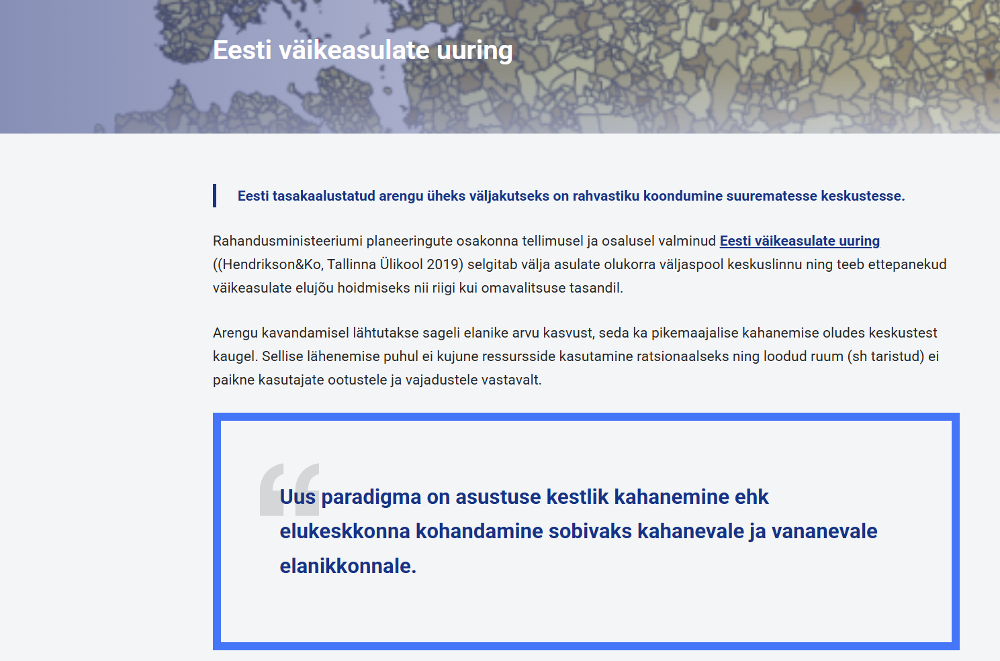 Eesti väikeasulate uuring
Eesti tasakaalustatud arengu üheks väljakutseks on rahvastiku koondumine suurematesse keskustesse.
Rahandusministeeriumi planeeringute osakonna tellimusel ja osalusel valminud Eesti väikeasulate uuring
((Hendrikson&Ko, Tallinna Ülikool 2019) selgitab välja asulate olukorra väljaspool keskuslinnu ning teeb ettepanekud
väikeasulate elujõu hoidmiseks nii riigi kui omavalitsuse tasandil.
Arengu kavandamisel lähtutakse sageli elanike arvu kasvust, seda ka pikemaajalise kahanemise oludes keskustest
kaugel. Sellise lähenemise puhul ei kujune ressursside kasutamine ratsionaalseks ning loodud ruum (sh taristud) ei
paikne kasutajate ootustele ja vajadustele vastavalt.
“
Uus paradigma on asustuse kestlik kahanemine ehk
elukeskkonna kohandamine sobivaks kahanevale ja vananevale
elanikkonnale.